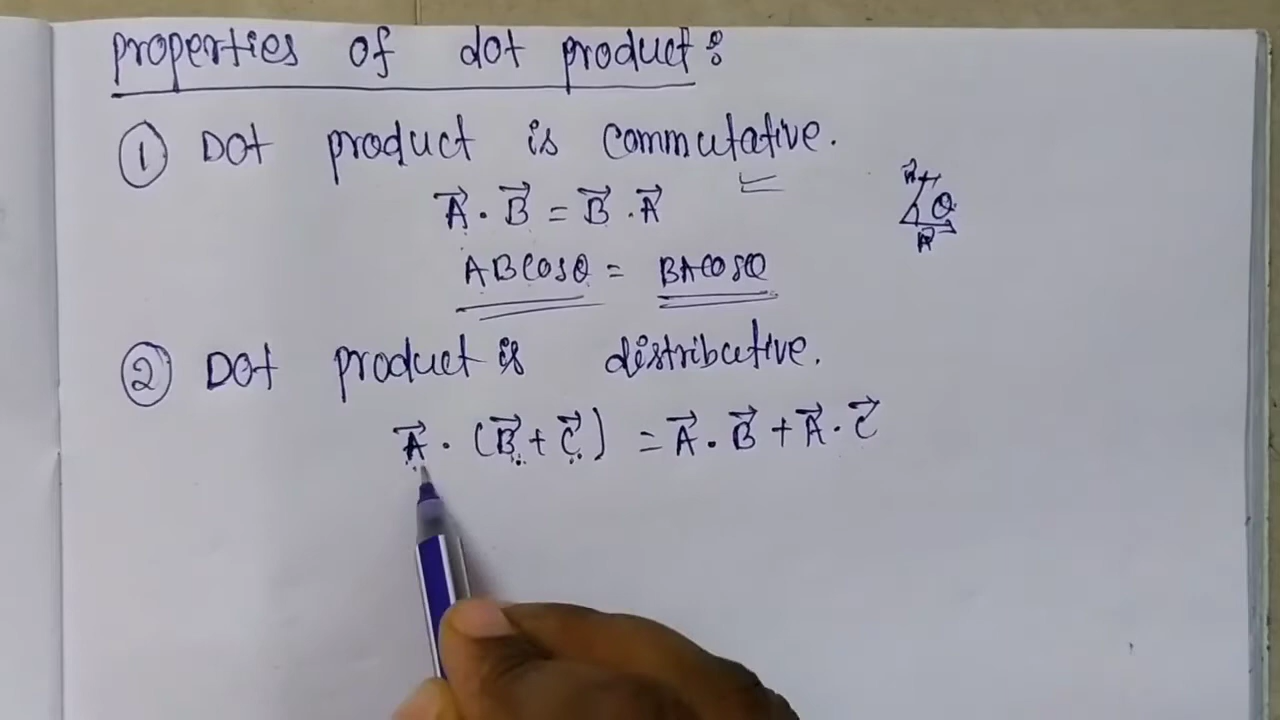 properties of dot product:
① Dot product is commutative.
A⃗ · B⃗ = B⃗ · A⃗
θ
ABcosθ = BAcosθ
② Dot product is distributive.
A⃗ · (B⃗ + C⃗) = A⃗ · B⃗ + A⃗ · C⃗